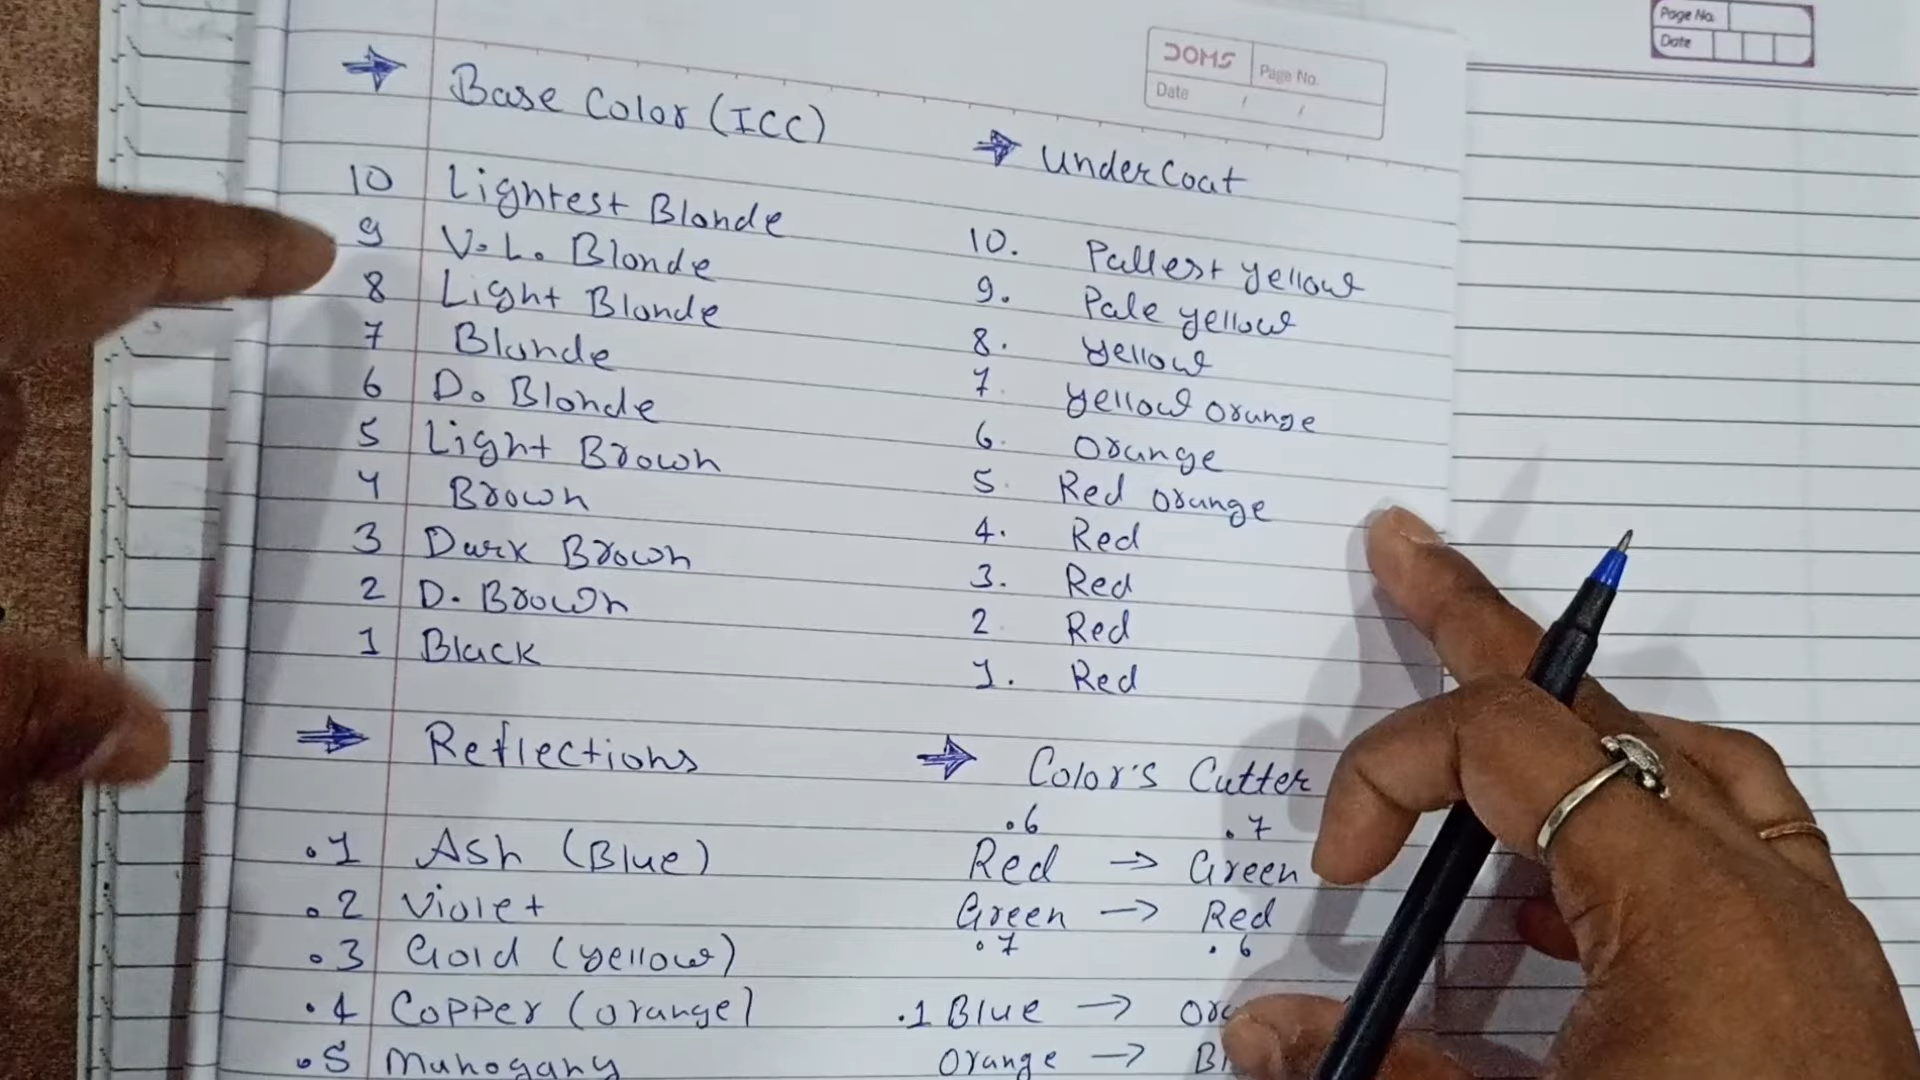 Page No.
Date
DOMS
Page No.
Date / /
Base Color (ICC)
10 Lightest Blonde
9 V.L. Blonde
8 Light Blonde
7 Blonde
6 D. Blonde
5 Light Brown
4 Brown
3 Dark Brown
2 D. Brown
1 Black
UnderCoat
10. Pallest yellow
9. Pale yellow
8. yellow
7. yellow orange
6. Orange
5. Red orange
4. Red
3. Red
2. Red
1. Red
Reflections
.1 Ash (Blue)
.2 Violet
.3 Gold (yellow)
.4 Copper (orange)
.5 Mahogany
Color's Cutter
.6 .7
Red → Green
Green → Red
.7 .6
.1 Blue →
Orange →